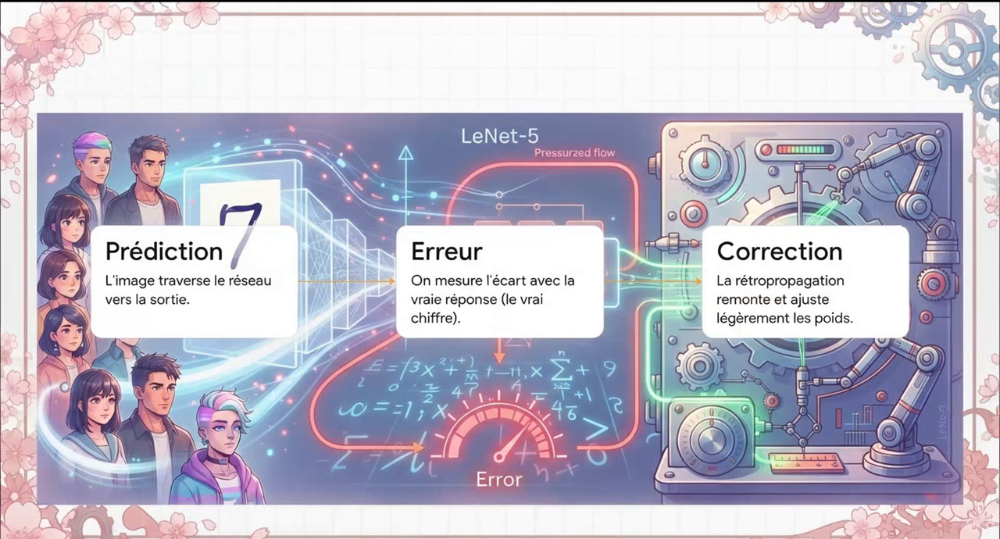 LeNet-5
Pressurzed flow
7
Prédiction
L'image traverse le réseau
vers la sortie.
Erreur
On mesure l'écart avec la
vraie réponse (le vrai
chiffre).
Correction
La rétropropagation
remonte et ajuste
légèrement les poids.
Error